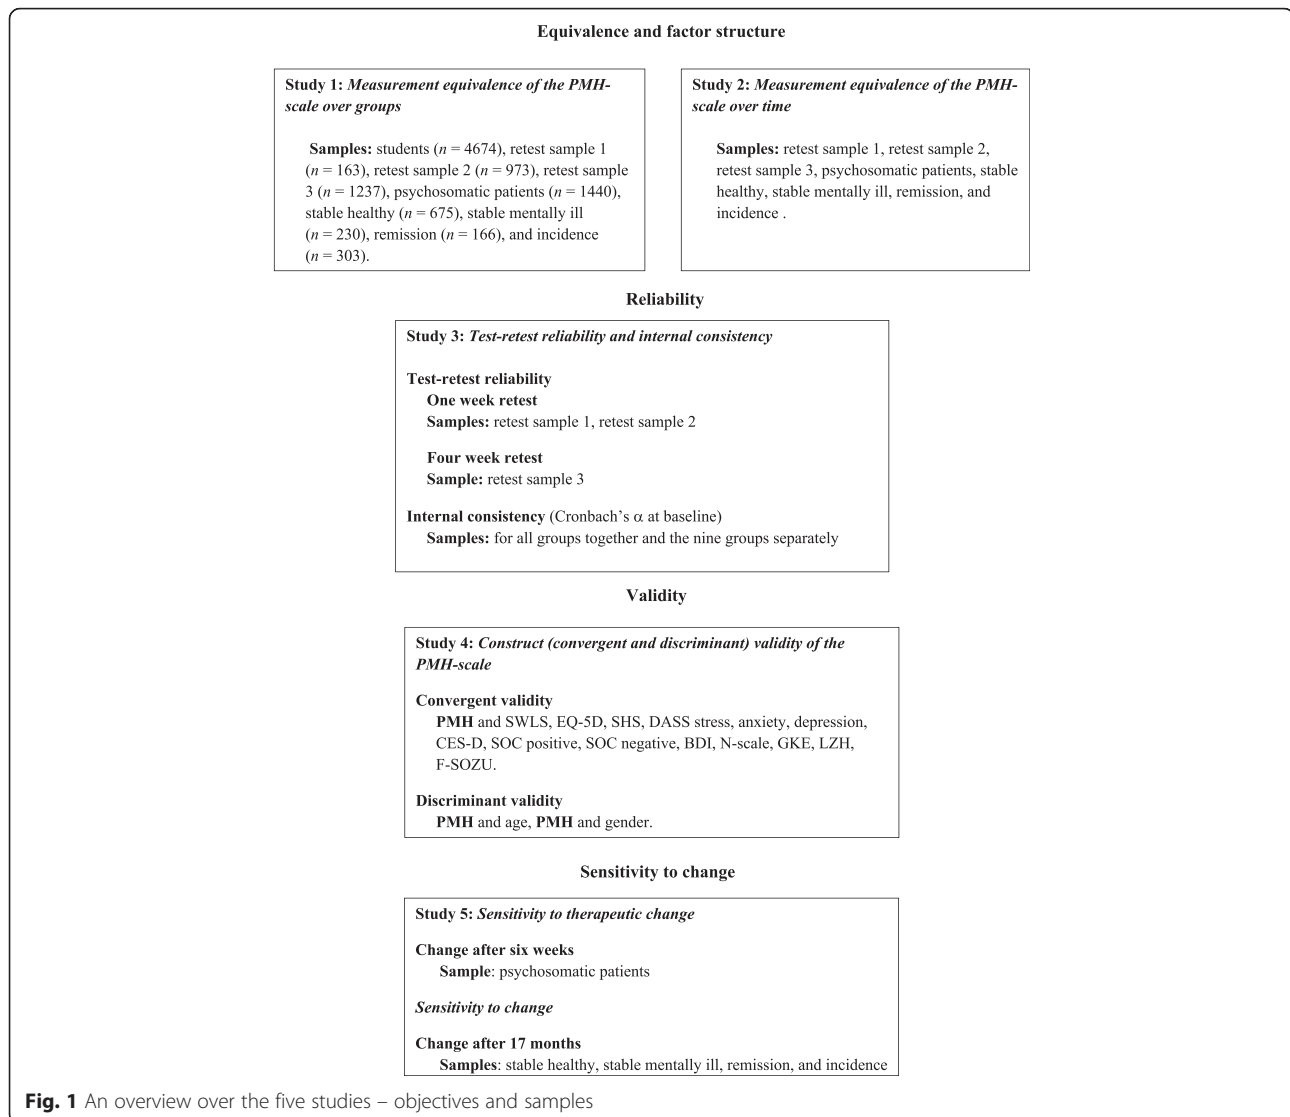 Equivalence and factor structure
Study 1: Measurement equivalence of the PMH-
scale over groups
Samples: students (n = 4674), retest sample 1
(n = 163), retest sample 2 (n = 973), retest sample
3 (n = 1237), psychosomatic patients (n = 1440),
stable healthy (n = 675), stable mentally ill
(n = 230), remission (n = 166), and incidence
(n = 303).
Study 2: Measurement equivalence of the PMH-
scale over time
Samples: retest sample 1, retest sample 2,
retest sample 3, psychosomatic patients, stable
healthy, stable mentally ill, remission, and
incidence .
Reliability
Study 3: Test-retest reliability and internal consistency
Test-retest reliability
One week retest
Samples: retest sample 1, retest sample 2
Four week retest
Sample: retest sample 3
Internal consistency (Cronbach's α at baseline)
Samples: for all groups together and the nine groups separately
Validity
Study 4: Construct (convergent and discriminant) validity of the
PMH-scale
Convergent validity
PMH and SWLS, EQ-5D, SHS, DASS stress, anxiety, depression,
CES-D, SOC positive, SOC negative, BDI, N-scale, GKE, LZH,
F-SOZU.
Discriminant validity
PMH and age, PMH and gender.
Sensitivity to change
Study 5: Sensitivity to therapeutic change
Change after six weeks
Sample: psychosomatic patients
Sensitivity to change
Change after 17 months
Samples: stable healthy, stable mentally ill, remission, and incidence
Fig. 1 An overview over the five studies – objectives and samples